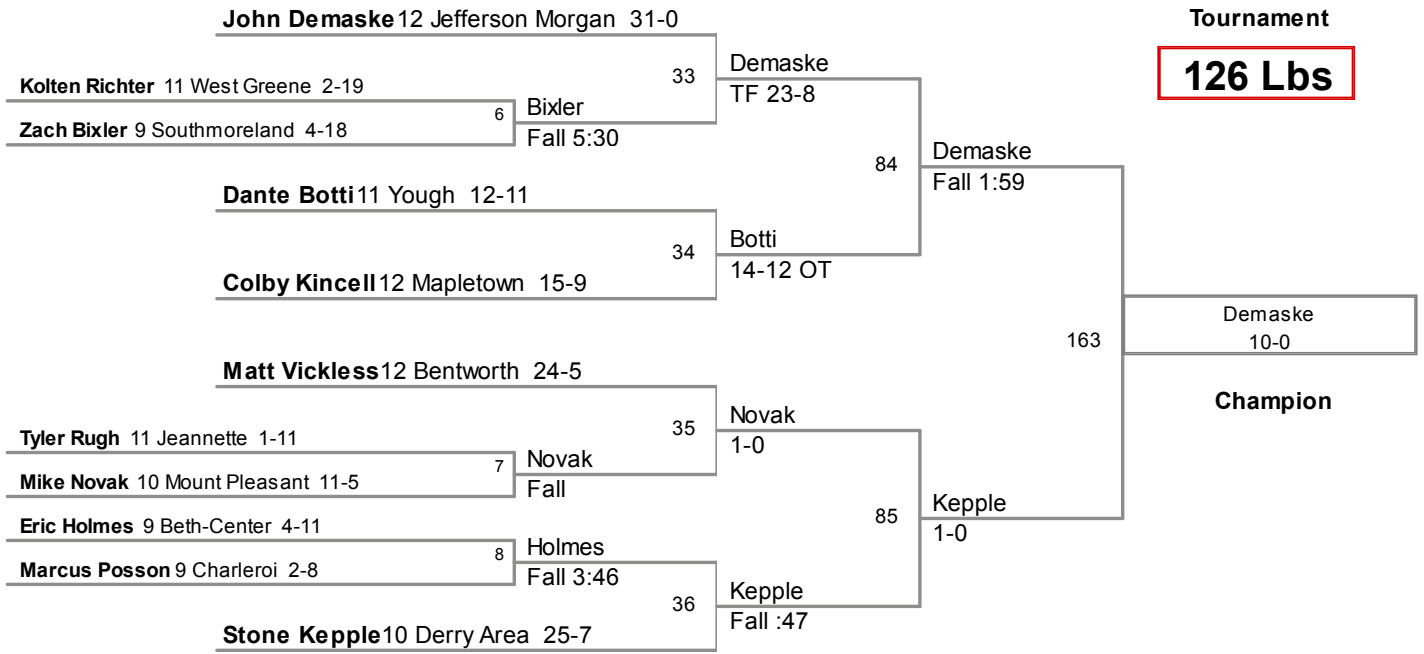 John Demaske 12 Jefferson Morgan 31-0
Tournament
126 Lbs
Kolten Richter 11 West Greene 2-19
33
Demaske
TF 23-8
Zach Bixler 9 Southmoreland 4-18
6
Bixler
Fall 5:30
84
Demaske
Fall 1:59
Dante Botti 11 Yough 12-11
34
Botti
14-12 OT
Colby Kincell 12 Mapletown 15-9
163
Demaske
10-0
Champion
Matt Vickless 12 Bentworth 24-5
35
Novak
1-0
Tyler Rugh 11 Jeannette 1-11
7
Novak
Fall
Mike Novak 10 Mount Pleasant 11-5
85
Kepple
1-0
Eric Holmes 9 Beth-Center 4-11
8
Holmes
Fall 3:46
Marcus Posson 9 Charleroi 2-8
36
Kepple
Fall :47
Stone Kepple 10 Derry Area 25-7